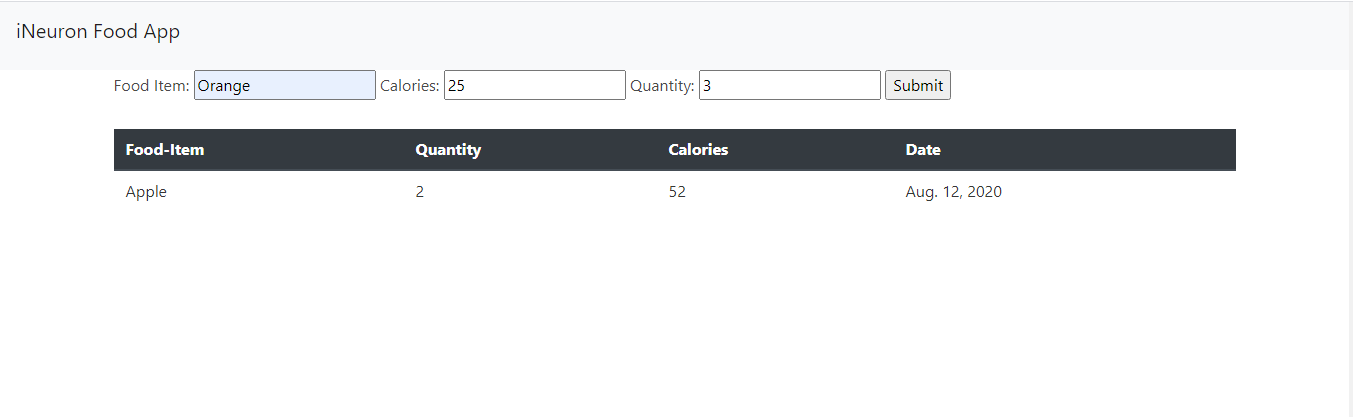 iNeuron Food App
Food Item: Orange Calories: 25 Quantity: 3 Submit
Food-Item Quantity Calories Date
Apple 2 52 Aug. 12, 2020